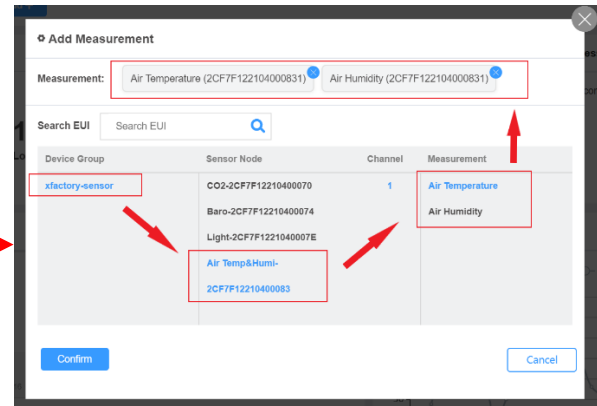 Add Measurement
Measurement: Air Temperature (2CF7F122104000831) Air Humidity (2CF7F122104000831)
Search EUI Search EUI
Device Group Sensor Node Channel Measurement
xfactory-sensor CO2-2CF7F12210400070 1 Air Temperature
Baro-2CF7F12210400074 Air Humidity
Light-2CF7F1221040007E
Air Temp&Humi-
2CF7F12210400083
Confirm Cancel